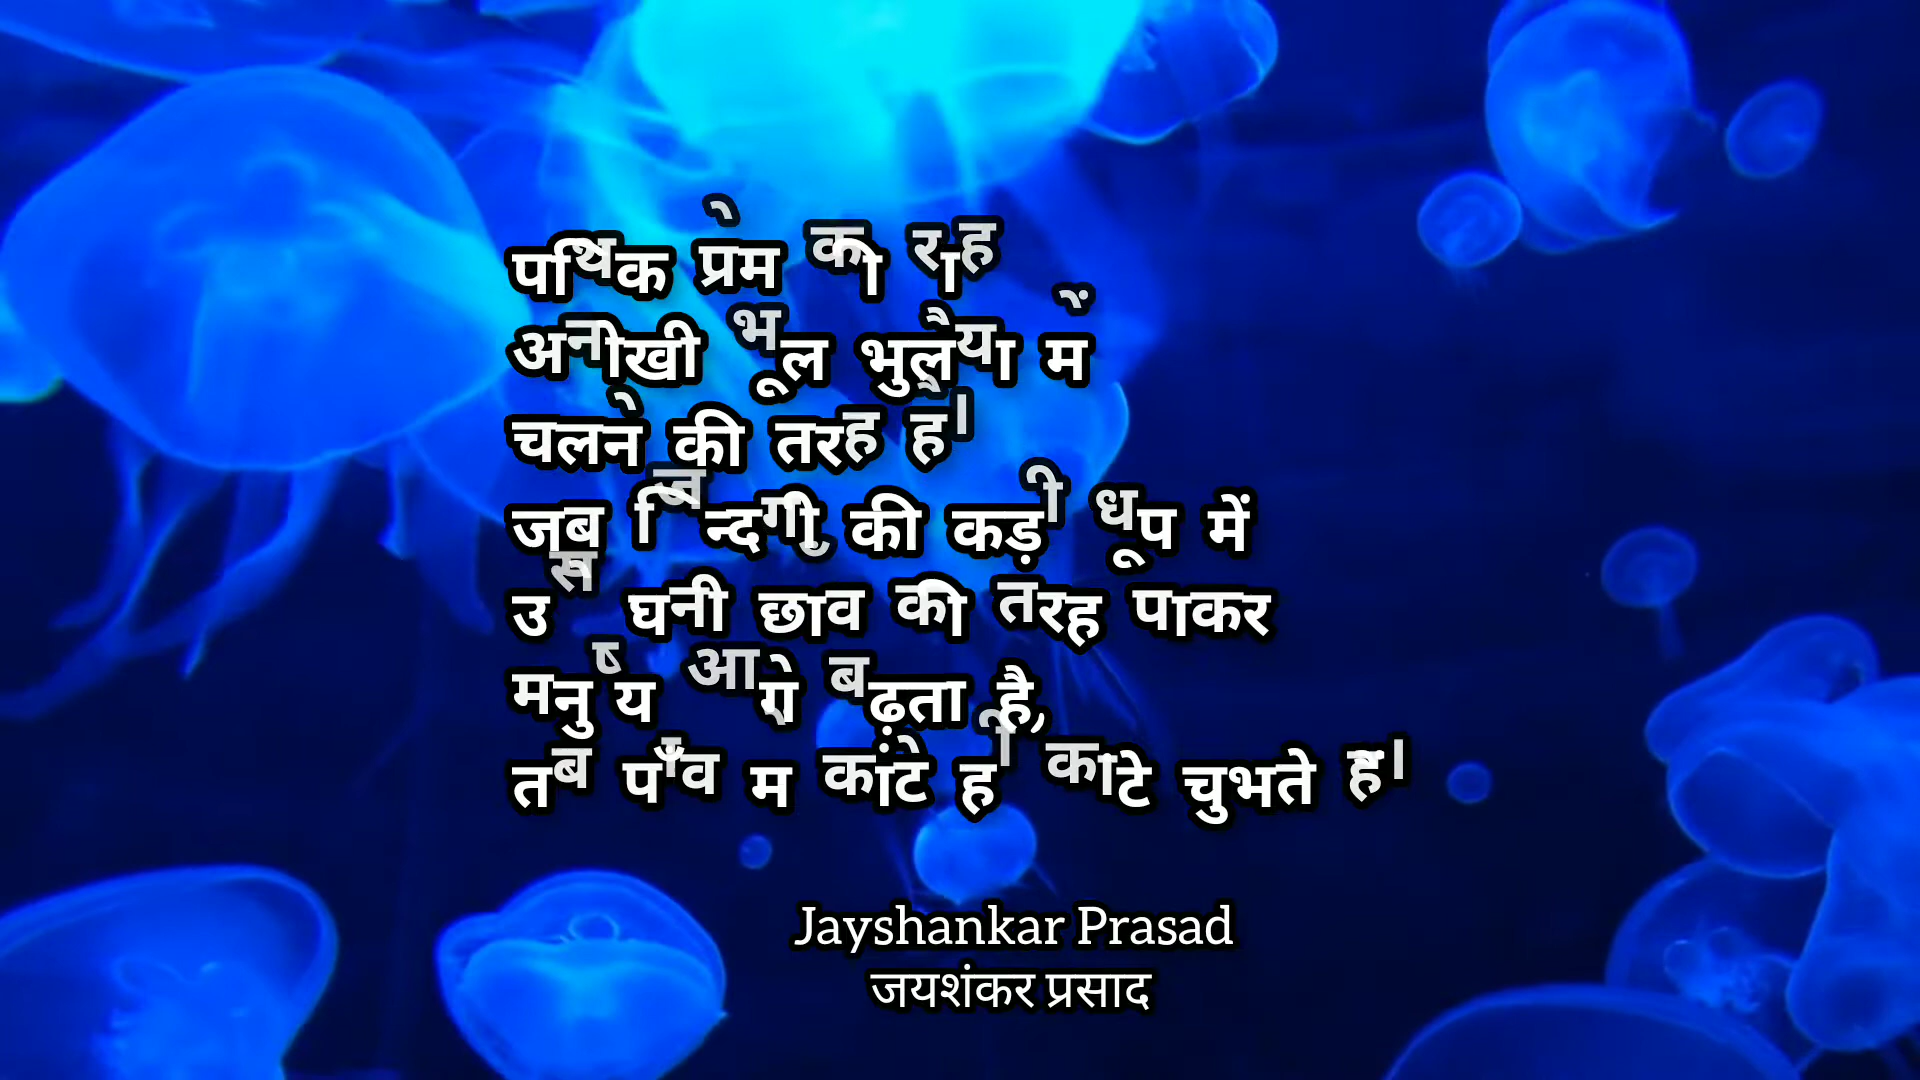 पथिक प्रेम की राह
अनोखी भूल भुलैया में
चलने की तरह है।
जब जिन्दगी की कड़ी धूप में
उस घनी छाव की तरह पाकर
मनुष्य आगे बढ़ता है,
तब पाँव में कांटे ही कांटे चुभते है।
Jayshankar Prasad
जयशंकर प्रसाद